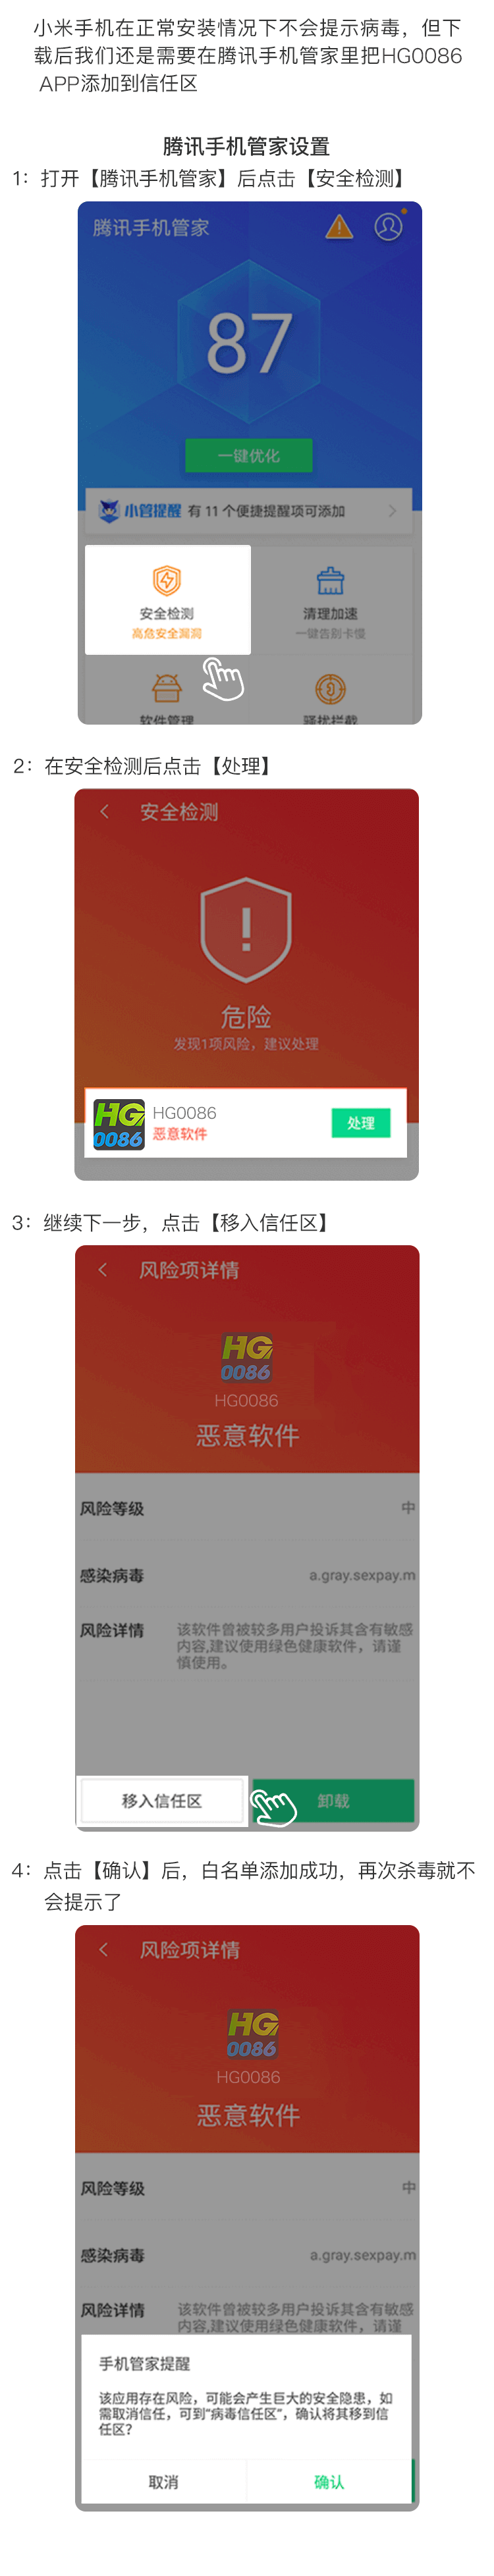 小米手机在正常安装情况下不会提示病毒，但下
载后我们还是需要在腾讯手机管家里把HG0086
APP添加到信任区
腾讯手机管家设置
1：打开【腾讯手机管家】后点击【安全检测】
腾讯手机管家
87
一键优化
小管提醒 有 11 个便捷提醒项可添加
安全检测
高危安全漏洞
清理加速
一键告别卡慢
软件管理
骚扰拦截
2：在安全检测后点击【处理】
安全检测
危险
发现1项风险，建议处理
HG
0086
HG0086
恶意软件
处理
3：继续下一步，点击【移入信任区】
风险项详情
HG
0086
HG0086
恶意软件
风险等级 中
感染病毒 a.gray.sexpay.m
风险详情 该软件曾被较多用户投诉其含有敏感
内容,建议使用绿色健康软件，请谨
慎使用。
移入信任区
卸载
4：点击【确认】后，白名单添加成功，再次杀毒就不
会提示了
风险项详情
HG
0086
HG0086
恶意软件
风险等级 中
感染病毒 a.gray.sexpay.m
风险详情 该软件曾被较多用户投诉其含有敏感
内容,建议使用绿色健康软件，请谨
手机管家提醒
该应用存在风险，可能会产生巨大的安全隐患，如
需取消信任，可到“病毒信任区”，确认将其移到信
任区？
取消
确认